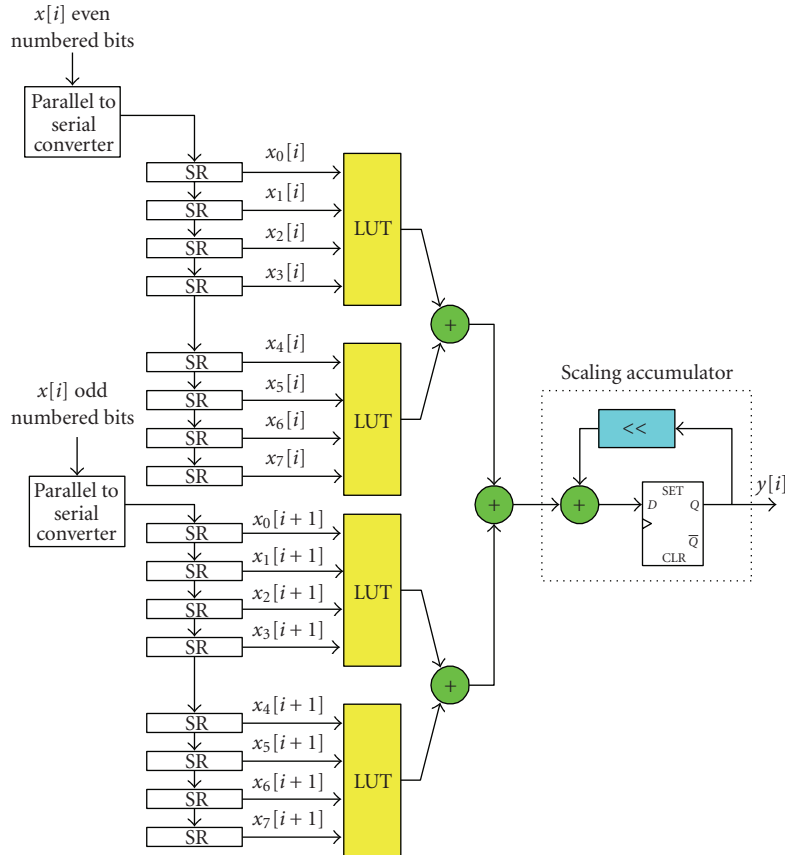 x[i] even
numbered bits
Parallel to
serial
converter
SR
x0[i]
SR
x1[i]
SR
x2[i]
SR
x3[i]
LUT
+
SR
x4[i]
SR
x5[i]
SR
x6[i]
SR
x7[i]
LUT
x[i] odd
numbered bits
Parallel to
serial
converter
Scaling accumulator
<<
+
+
SET
D
Q
Q̅
CLR
y[i]
SR
x0[i + 1]
SR
x1[i + 1]
SR
x2[i + 1]
SR
x3[i + 1]
LUT
+
SR
x4[i + 1]
SR
x5[i + 1]
SR
x6[i + 1]
SR
x7[i + 1]
LUT